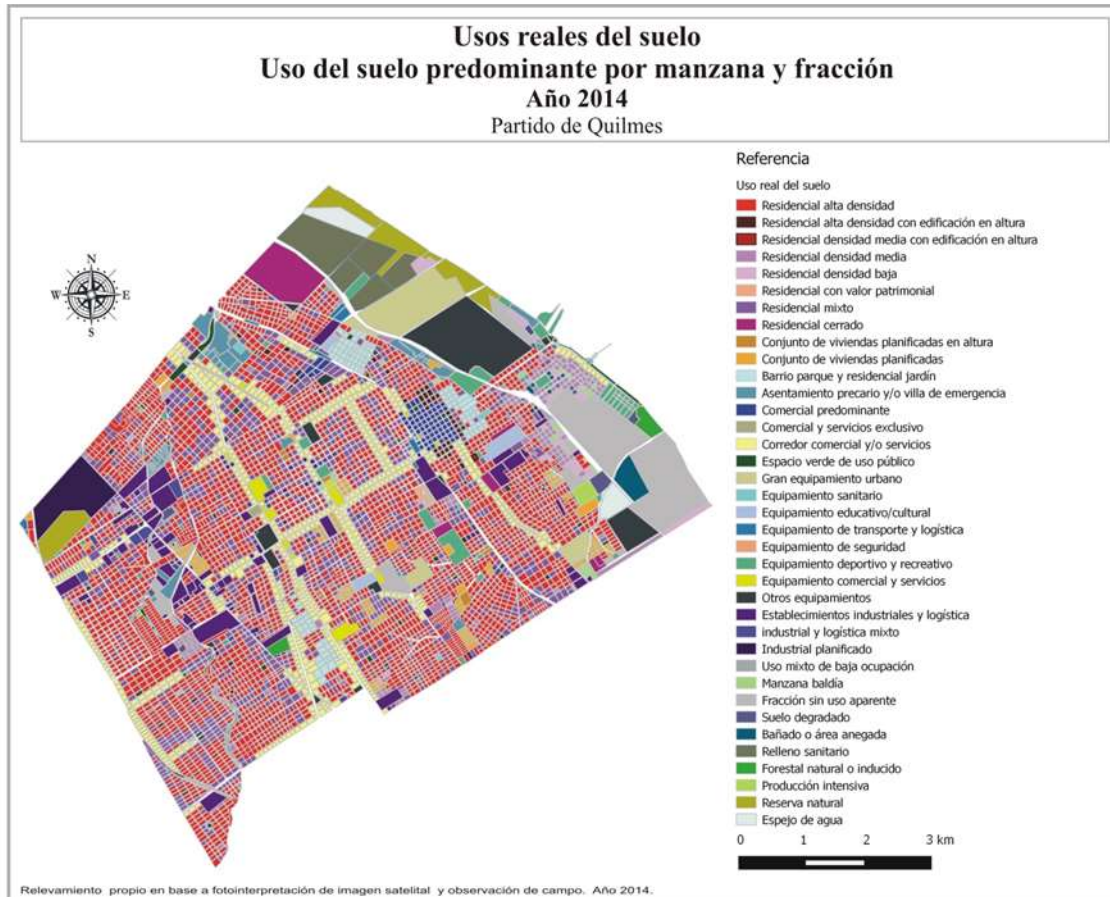 Usos reales del suelo
Uso del suelo predominante por manzana y fracción
Año 2014
Partido de Quilmes
Referencia
Uso real del suelo
Residencial alta densidad
Residencial alta densidad con edificación en altura
Residencial densidad media con edificación en altura
Residencial densidad media
Residencial densidad baja
Residencial con valor patrimonial
Residencial mixto
Residencial cerrado
Conjunto de viviendas planificadas en altura
Conjunto de viviendas planificadas
Barrio parque y residencial jardín
Asentamiento precario y/o villa de emergencia
Comercial predominante
Comercial y servicios exclusivo
Corredor comercial y/o servicios
Espacio verde de uso público
Gran equipamiento urbano
Equipamiento sanitario
Equipamiento educativo/cultural
Equipamiento de transporte y logística
Equipamiento de seguridad
Equipamiento deportivo y recreativo
Equipamiento comercial y servicios
Otros equipamientos
Establecimientos industriales y logística
industrial y logística mixto
Industrial planificado
Uso mixto de baja ocupación
Manzana baldía
Fracción sin uso aparente
Suelo degradado
Bañado o área anegada
Relleno sanitario
Forestal natural o inducido
Producción intensiva
Reserva natural
Espejo de agua
N
W E
S
0 1 2 3 km
Relevamiento propio en base a fotointerpretación de imagen satelital y observación de campo. Año 2014.